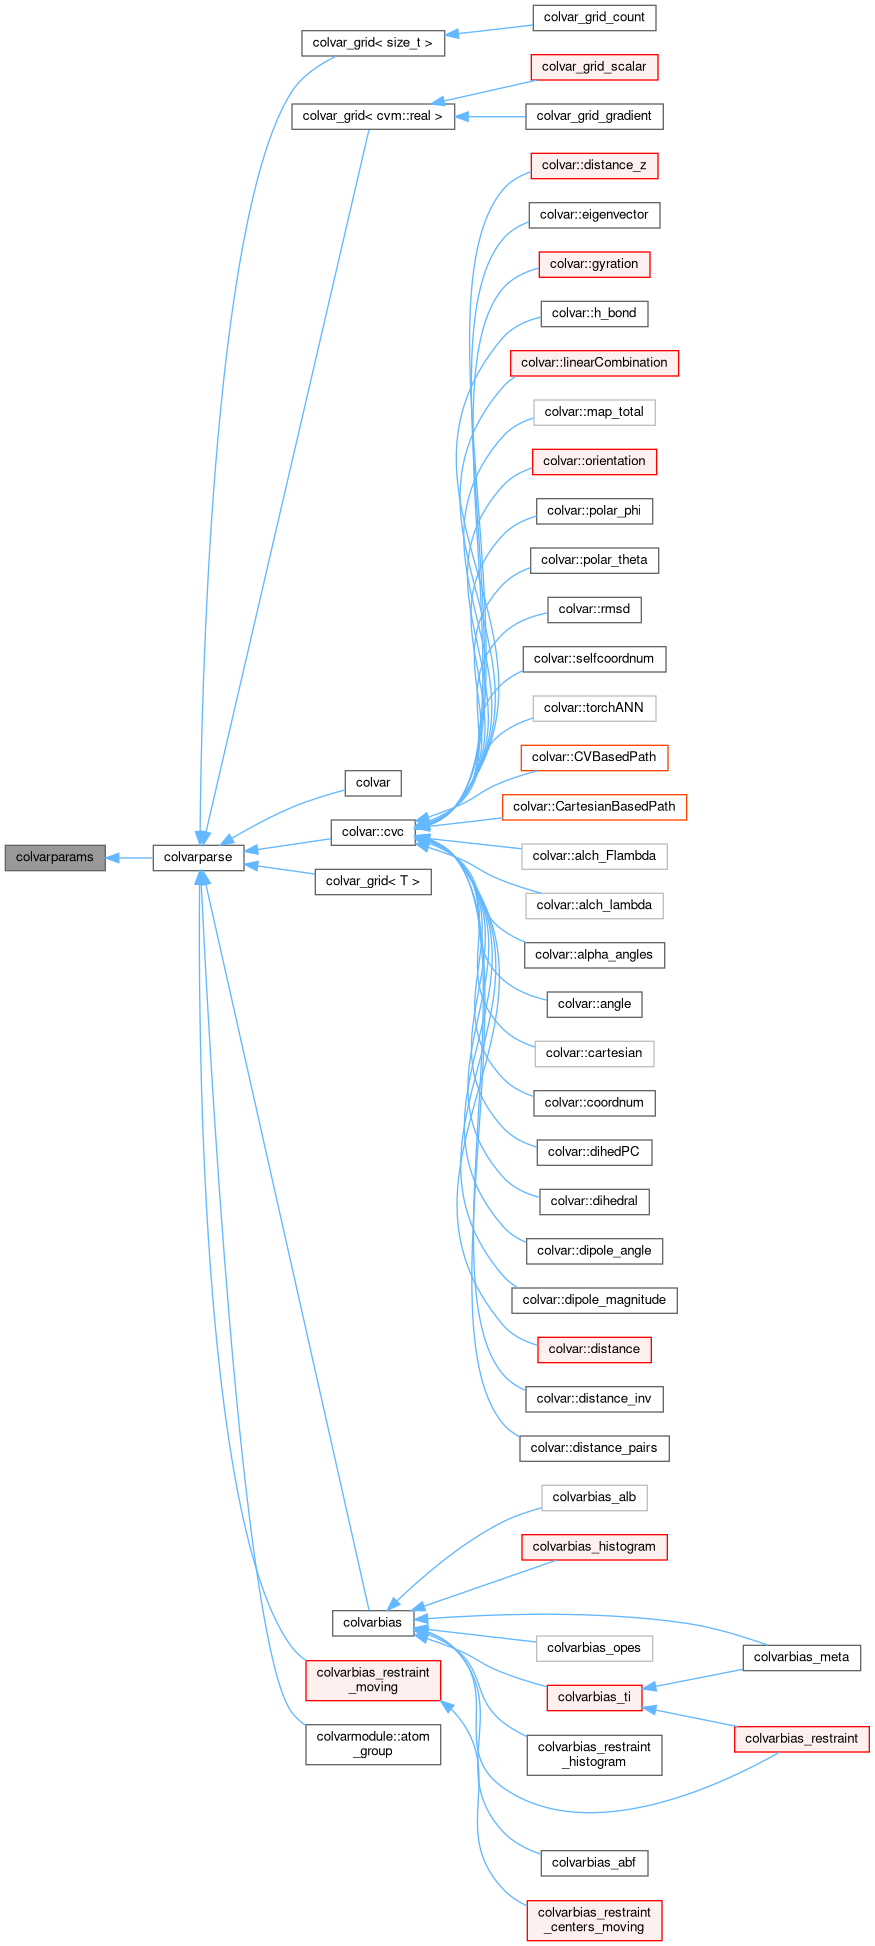 colvar_grid_count
colvar_grid< size_t >
colvar_grid_scalar
colvar_grid< cvm::real >
colvar_grid_gradient
colvar::distance_z
colvar::eigenvector
colvar::gyration
colvar::h_bond
colvar::linearCombination
colvar::map_total
colvar::orientation
colvar::polar_phi
colvar::polar_theta
colvar::rmsd
colvar::selfcoordnum
colvar::torchANN
colvar::CVBasedPath
colvar
colvar::CartesianBasedPath
colvar::cvc
colvarparams
colvarparse
colvar::alch_Flambda
colvar_grid< T >
colvar::alch_lambda
colvar::alpha_angles
colvar::angle
colvar::cartesian
colvar::coordnum
colvar::dihedPC
colvar::dihedral
colvar::dipole_angle
colvar::dipole_magnitude
colvar::distance
colvar::distance_inv
colvar::distance_pairs
colvarbias_alb
colvarbias_histogram
colvarbias
colvarbias_opes
colvarbias_meta
colvarbias_restraint
_moving
colvarbias_ti
colvarbias_restraint
colvarmodule::atom
_group
colvarbias_restraint
_histogram
colvarbias_abf
colvarbias_restraint
_centers_moving